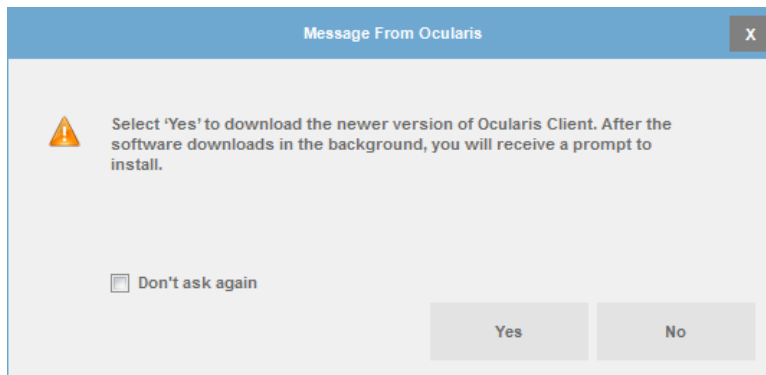 Message From Ocularis
X
Select ‘Yes’ to download the newer version of Ocularis Client. After the
software downloads in the background, you will receive a prompt to
install.
Don't ask again
Yes
No